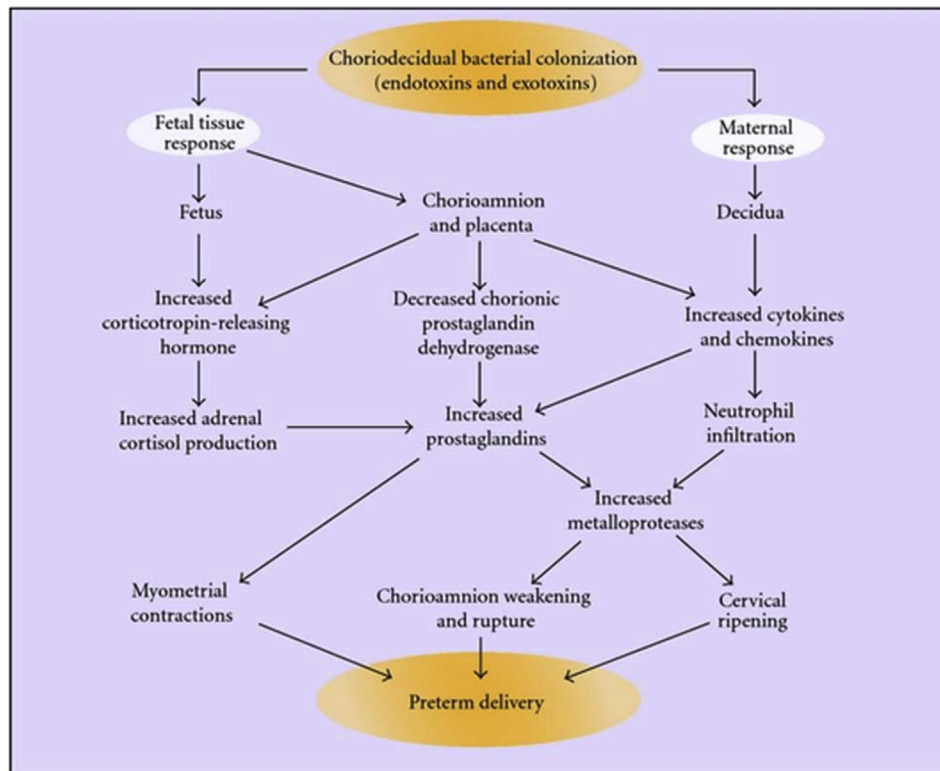 Choriodecidual bacterial colonization
(endotoxins and exotoxins)
Fetal tissue
response
Maternal
response
Fetus
Chorioamnion
and placenta
Decidua
Increased
corticotropin-releasing
hormone
Decreased chorionic
prostaglandin
dehydrogenase
Increased cytokines
and chemokines
Increased adrenal
cortisol production
Increased
prostaglandins
Neutrophil
infiltration
Increased
metalloproteases
Myometrial
contractions
Chorioamnion weakening
and rupture
Cervical
ripening
Preterm delivery